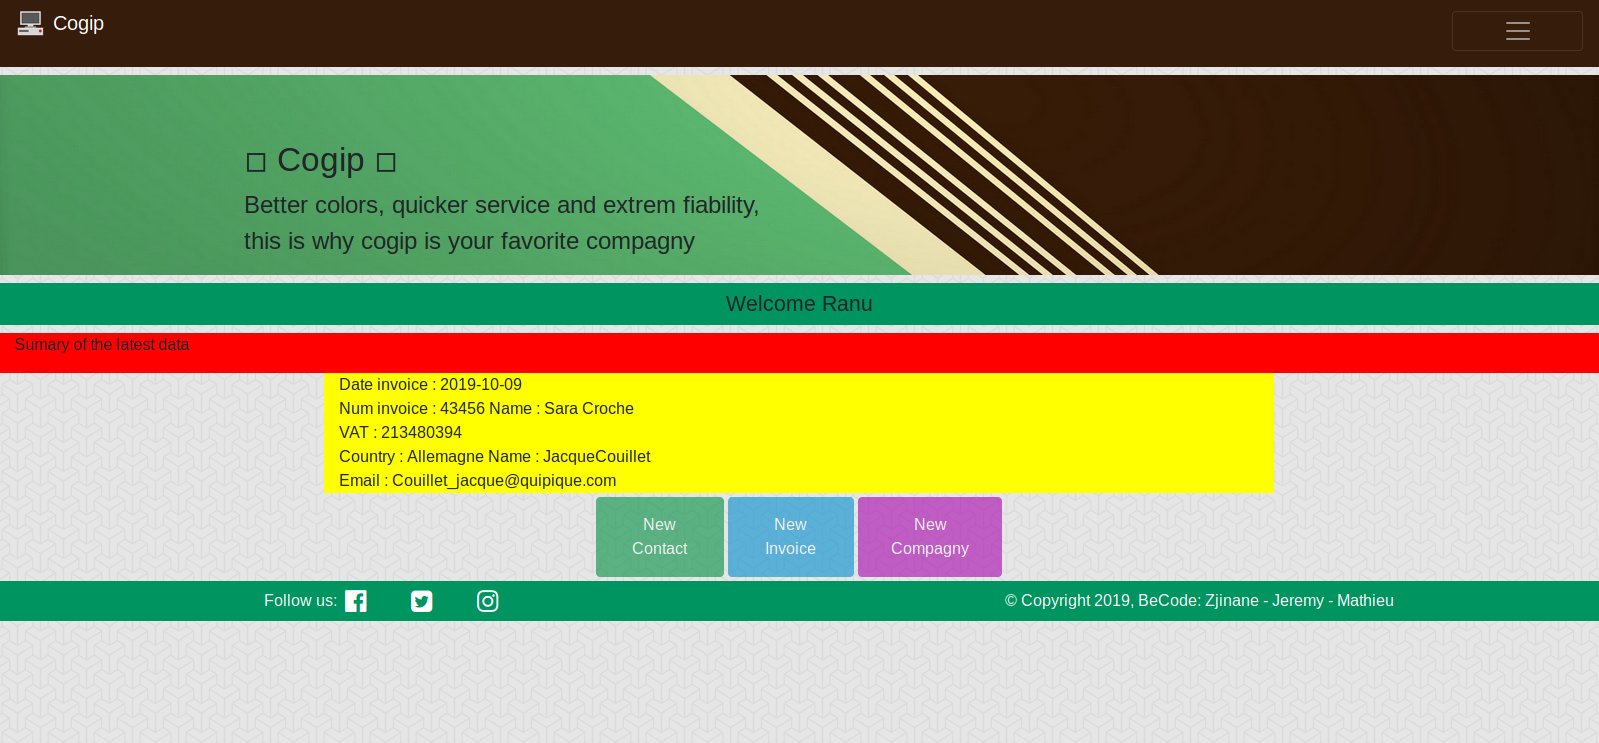 Cogip
□ Cogip □
Better colors, quicker service and extrem fiability,
this is why cogip is your favorite compagny
Welcome Ranu
Sumary of the latest data
Date invoice : 2019-10-09
Num invoice : 43456 Name : Sara Croche
VAT : 213480394
Country : Allemagne Name : JacqueCouillet
Email : Couillet_jacque@quipique.com
New
Contact
New
Invoice
New
Compagny
Follow us:
© Copyright 2019, BeCode: Zjinane - Jeremy - Mathieu